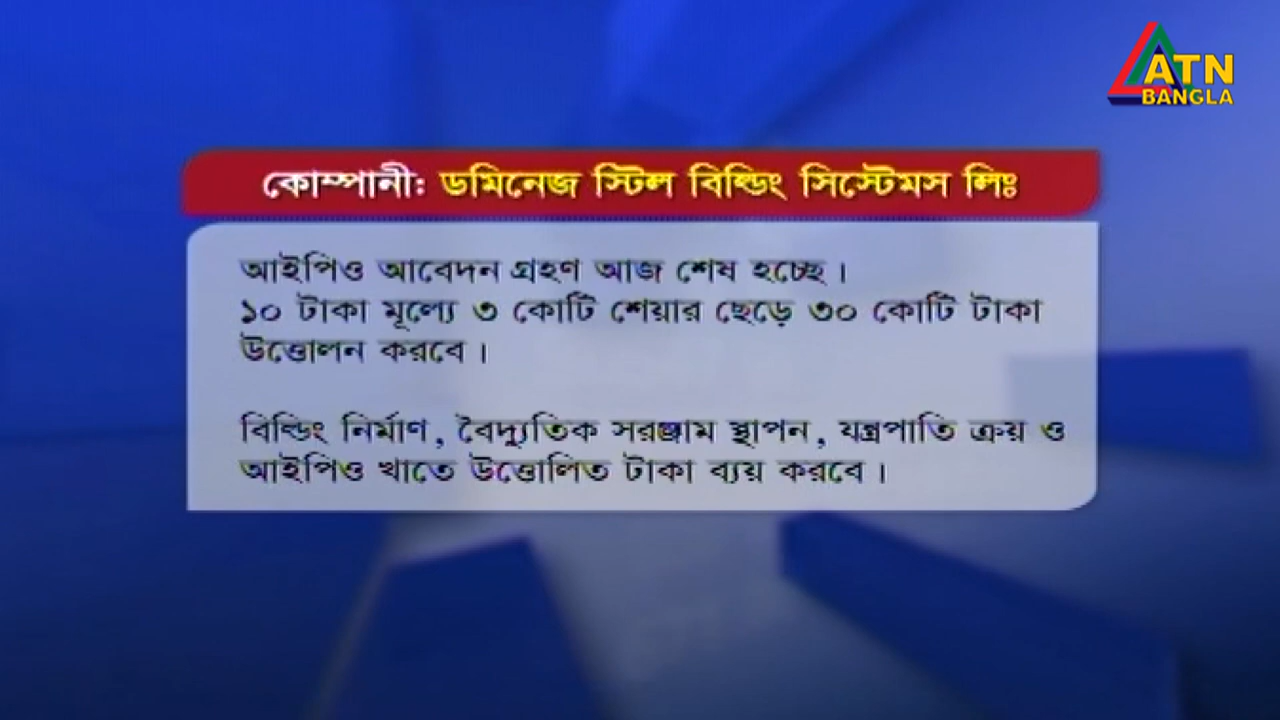 ATN
BANGLA
কোম্পানী: ডমিনেজ স্টিল বিল্ডিং সিস্টেমস লিঃ
আইপিও আবেদন গ্রহণ আজ শেষ হচ্ছে।
১০ টাকা মূল্যে ৩ কোটি শেয়ার ছেড়ে ৩০ কোটি টাকা
উত্তোলন করবে।
বিল্ডিং নির্মাণ, বৈদ্যুতিক সরঞ্জাম স্থাপন, যন্ত্রপাতি ক্রয় ও
আইপিও খাতে উত্তোলিত টাকা ব্যয় করবে।